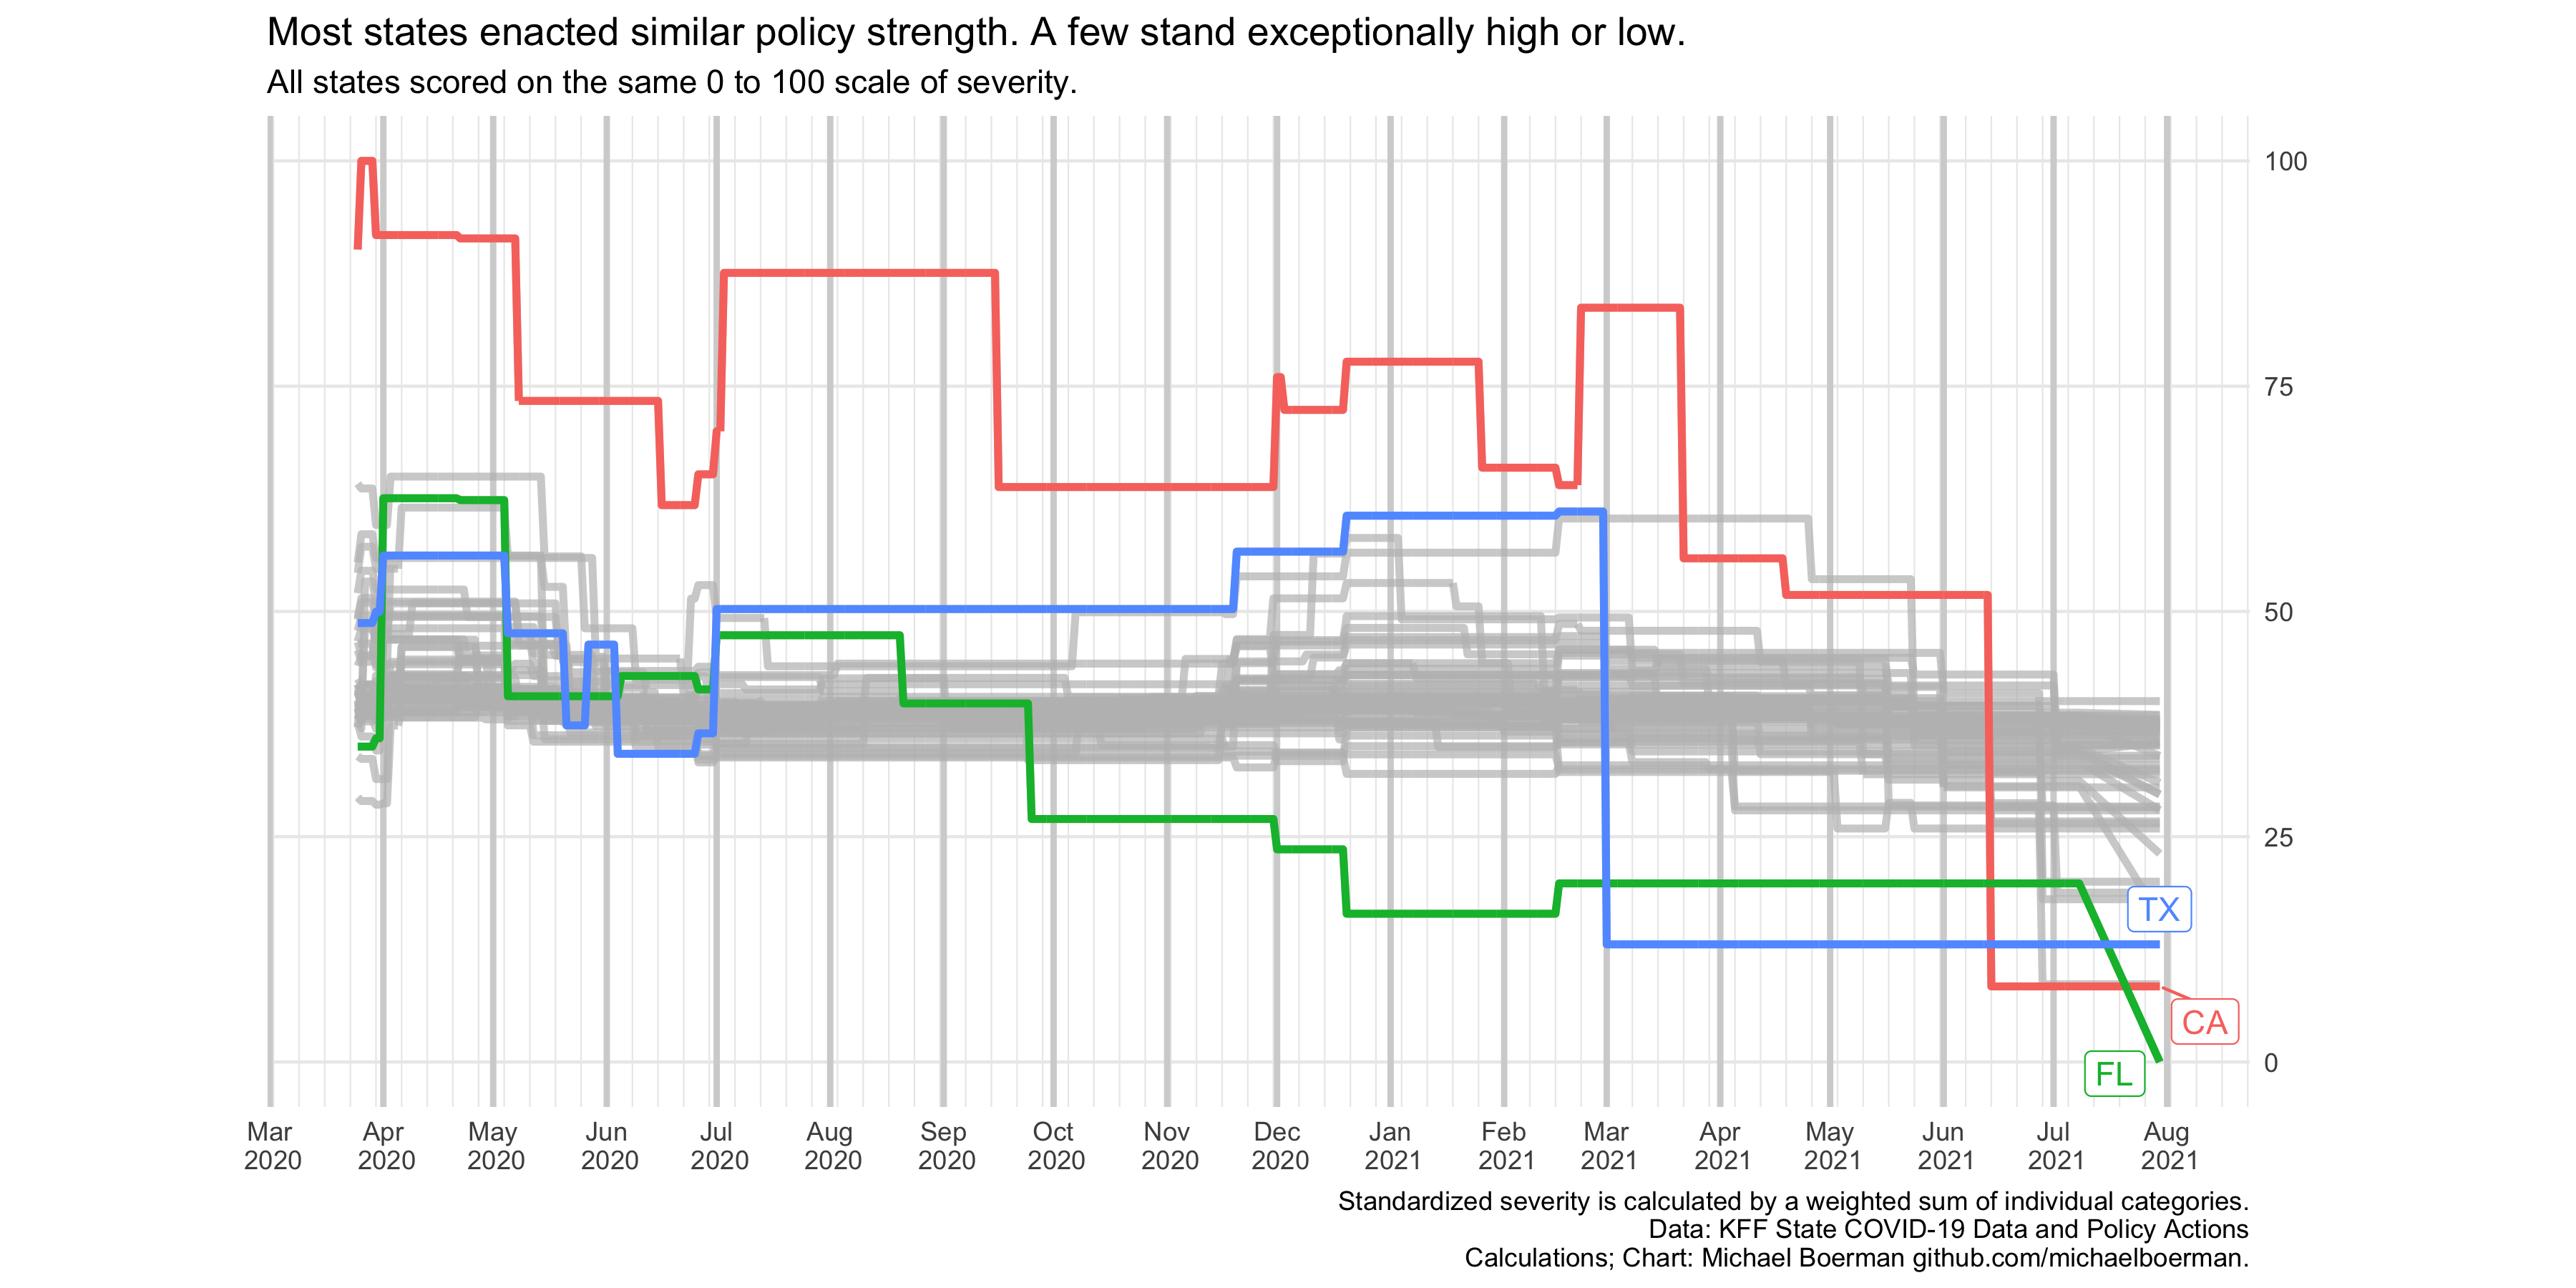 Most states enacted similar policy strength. A few stand exceptionally high or low.
All states scored on the same 0 to 100 scale of severity.
100
75
50
25
0
TX
CA
FL
Mar Apr May Jun Jul Aug Sep Oct Nov Dec Jan Feb Mar Apr May Jun Jul Aug
2020 2020 2020 2020 2020 2020 2020 2020 2020 2020 2021 2021 2021 2021 2021 2021 2021 2021
Standardized severity is calculated by a weighted sum of individual categories.
Data: KFF State COVID-19 Data and Policy Actions
Calculations; Chart: Michael Boerman github.com/michaelboerman.